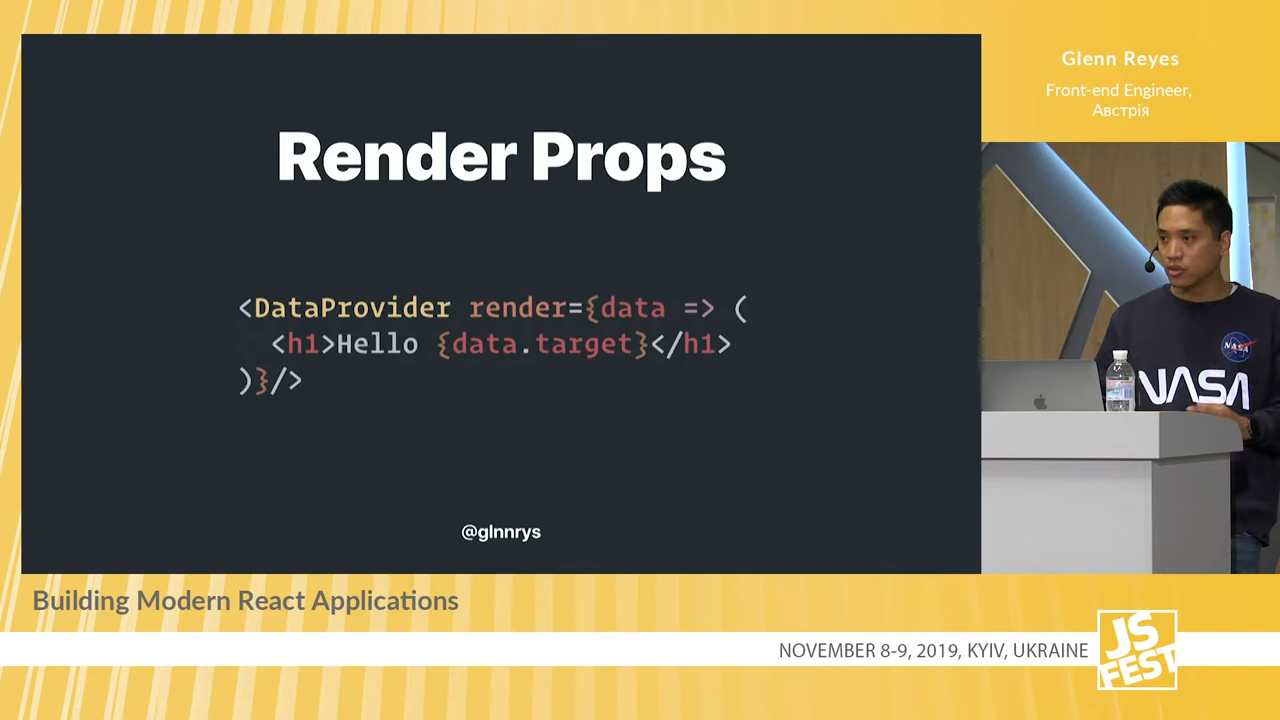 Render Props
<DataProvider render={data => (
<h1>Hello {data.target}</h1>
)}/>
@glnnrys
Glenn Reyes
Front-end Engineer,
Австрія
NASA
NASA
Building Modern React Applications
NOVEMBER 8-9, 2019, KYIV, UKRAINE
JS
FEST